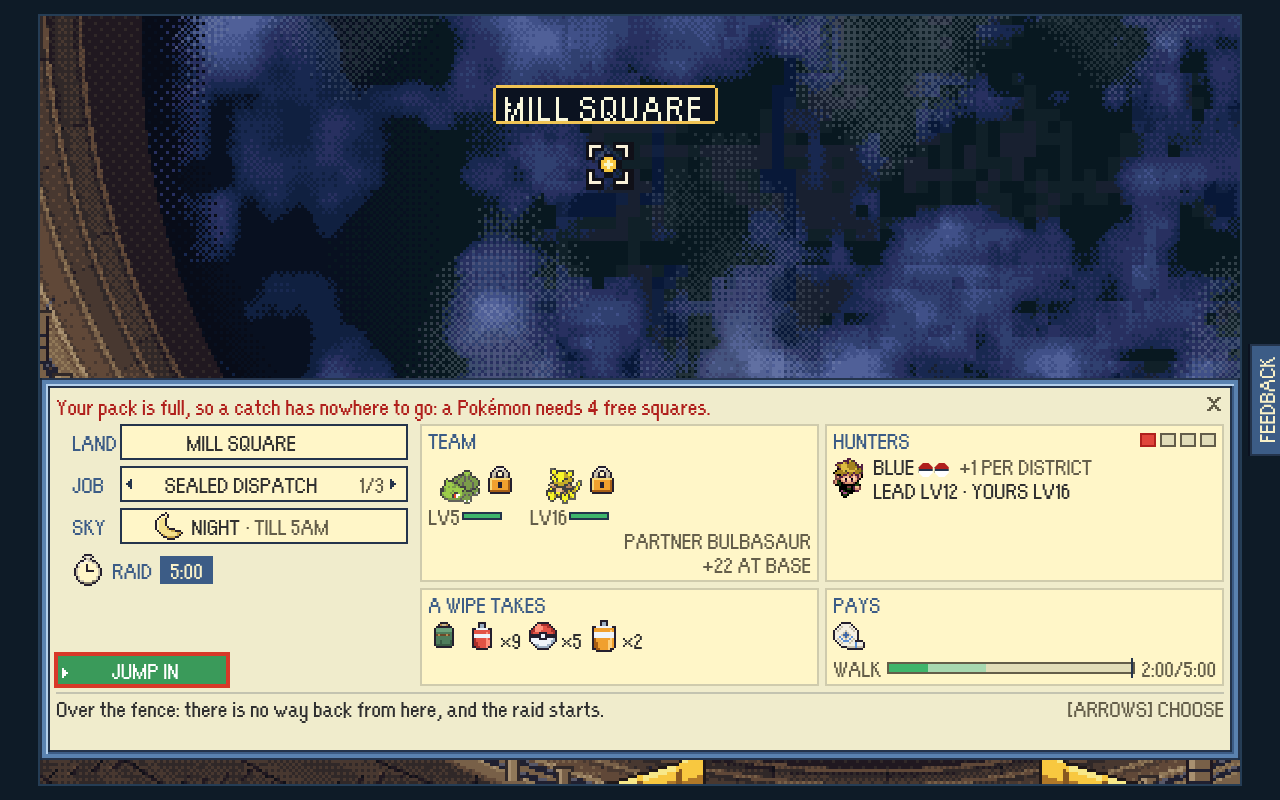 MILL SQUARE
FEEDBACK
Your pack is full, so a catch has nowhere to go: a Pokémon needs 4 free squares.
X
LAND MILL SQUARE
JOB SEALED DISPATCH 1/3
SKY NIGHT · TILL 5AM
RAID 5:00
JUMP IN
TEAM
LV5 LV16
PARTNER BULBASAUR
+22 AT BASE
HUNTERS
BLUE +1 PER DISTRICT
LEAD LV12 · YOURS LV16
A WIPE TAKES
×9 ×5 ×2
PAYS
WALK 2:00/5:00
Over the fence: there is no way back from here, and the raid starts.
[ARROWS] CHOOSE